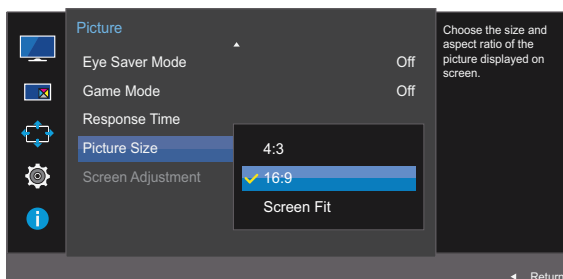 Picture
Eye Saver Mode Off
Game Mode Off
Response Time
Picture Size
Screen Adjustment
4:3
16:9
Screen Fit
Choose the size and
aspect ratio of the
picture displayed on
screen.
Return